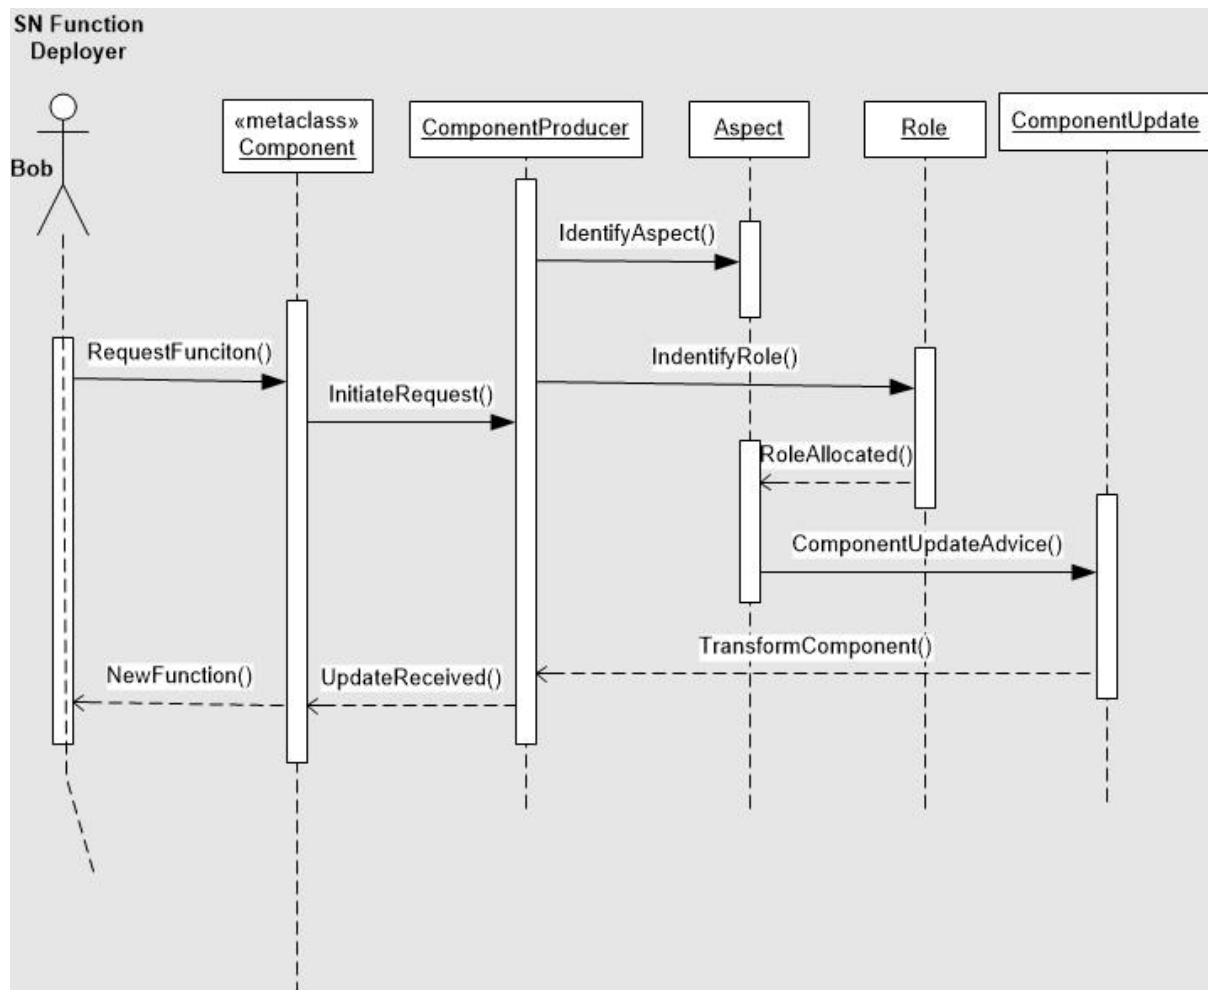 SN Function
Deployer
Bob
«metaclass»
Component
ComponentProducer
Aspect
Role
ComponentUpdate
IdentifyAspect()
RequestFunciton()
IndentifyRole()
InitiateRequest()
RoleAllocated()
ComponentUpdateAdvice()
TransformComponent()
NewFunction()
UpdateReceived()